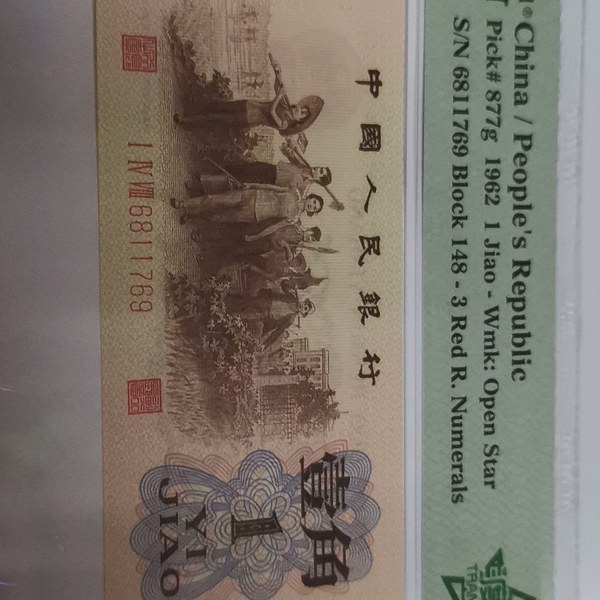 China / People's Republic
Pick# 877g 1962 1 Jiao - Wmk: Open Star
S/N 6811769 Block 148 - 3 Red R. Numerals
中國人民銀行
壹角
1
YI
JIAO
I IV VIII 6811769